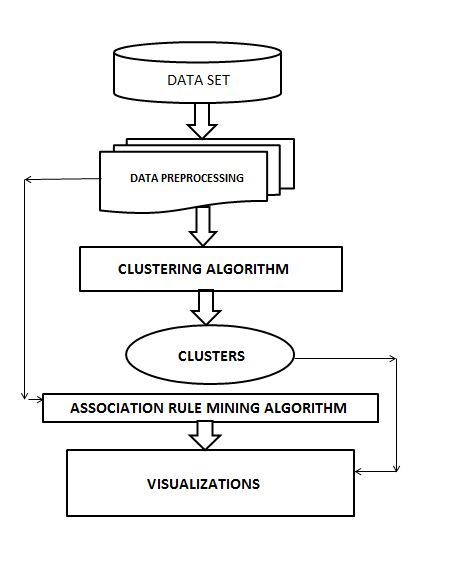 DATA SET
DATA PREPROCESSING
CLUSTERING ALGORITHM
CLUSTERS
ASSOCIATION RULE MINING ALGORITHM
VISUALIZATIONS